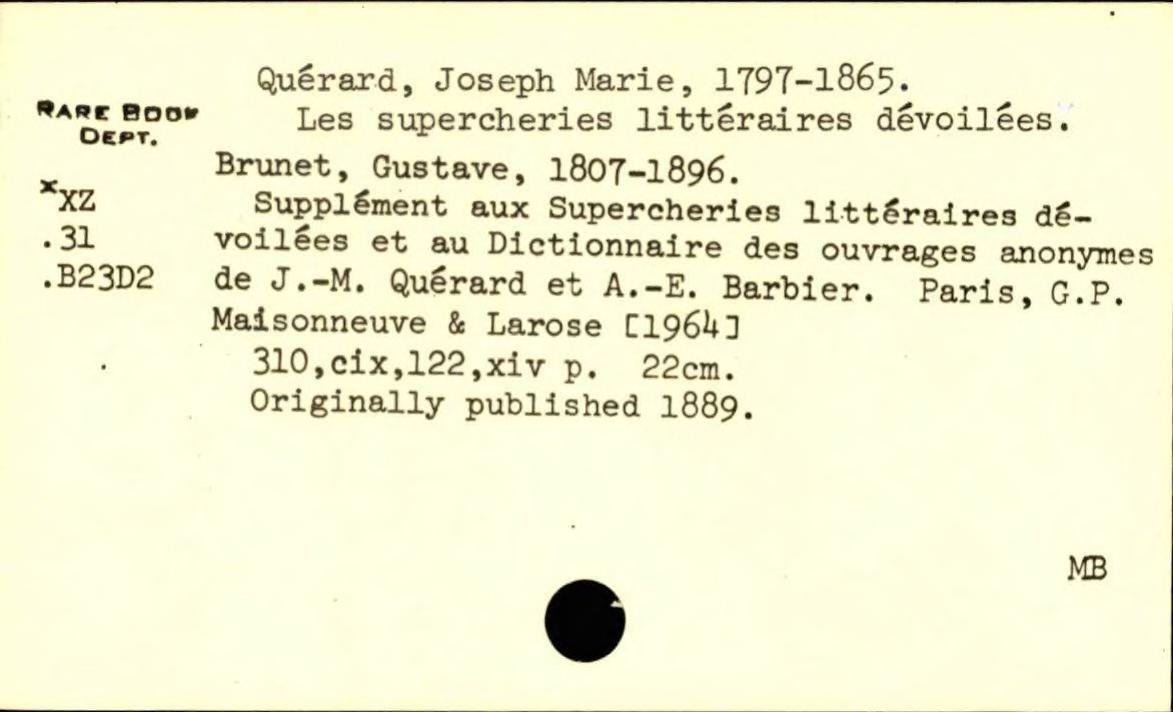 Quérard, Joseph Marie, 1797-1865.
RARE BOOK
DEPT.
Les supercheries littéraires dévoilées.
Brunet, Gustave, 1807-1896.
xXZ
Supplément aux Supercheries littéraires dé-
.31
voilées et au Dictionnaire des ouvrages anonymes
.B23D2
de J.-M. Quérard et A.-E. Barbier. Paris, G.P.
Maisonneuve & Larose [1964]
310,cix,122,xiv p. 22cm.
Originally published 1889.
MB